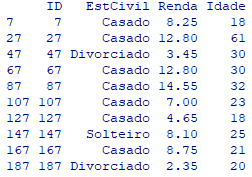 ID EstCivil Renda Idade
7 7 Casado 8.25 18
27 27 Casado 12.80 61
47 47 Divorciado 3.45 30
67 67 Casado 12.80 30
87 87 Casado 14.55 32
107 107 Casado 7.00 23
127 127 Casado 4.65 18
147 147 Solteiro 8.10 25
167 167 Casado 8.75 21
187 187 Divorciado 2.35 20